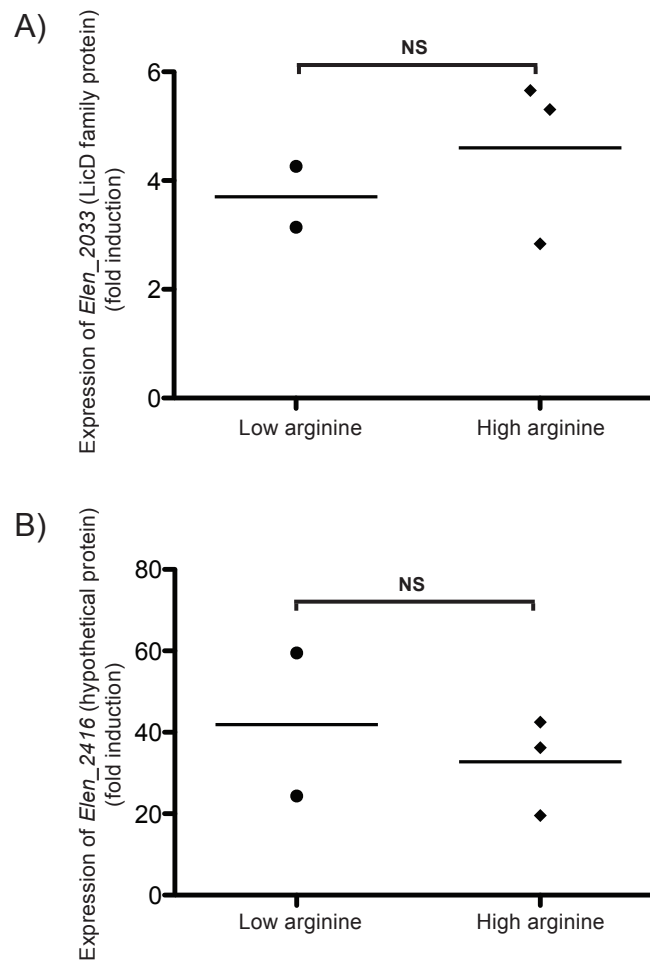 A)
Expression of Elen_2033 (LicD family protein)
(fold induction)
NS
6
4
2
0
Low arginine High arginine
B)
Expression of Elen_2416 (hypothetical protein)
(fold induction)
NS
80
60
40
20
0
Low arginine High arginine